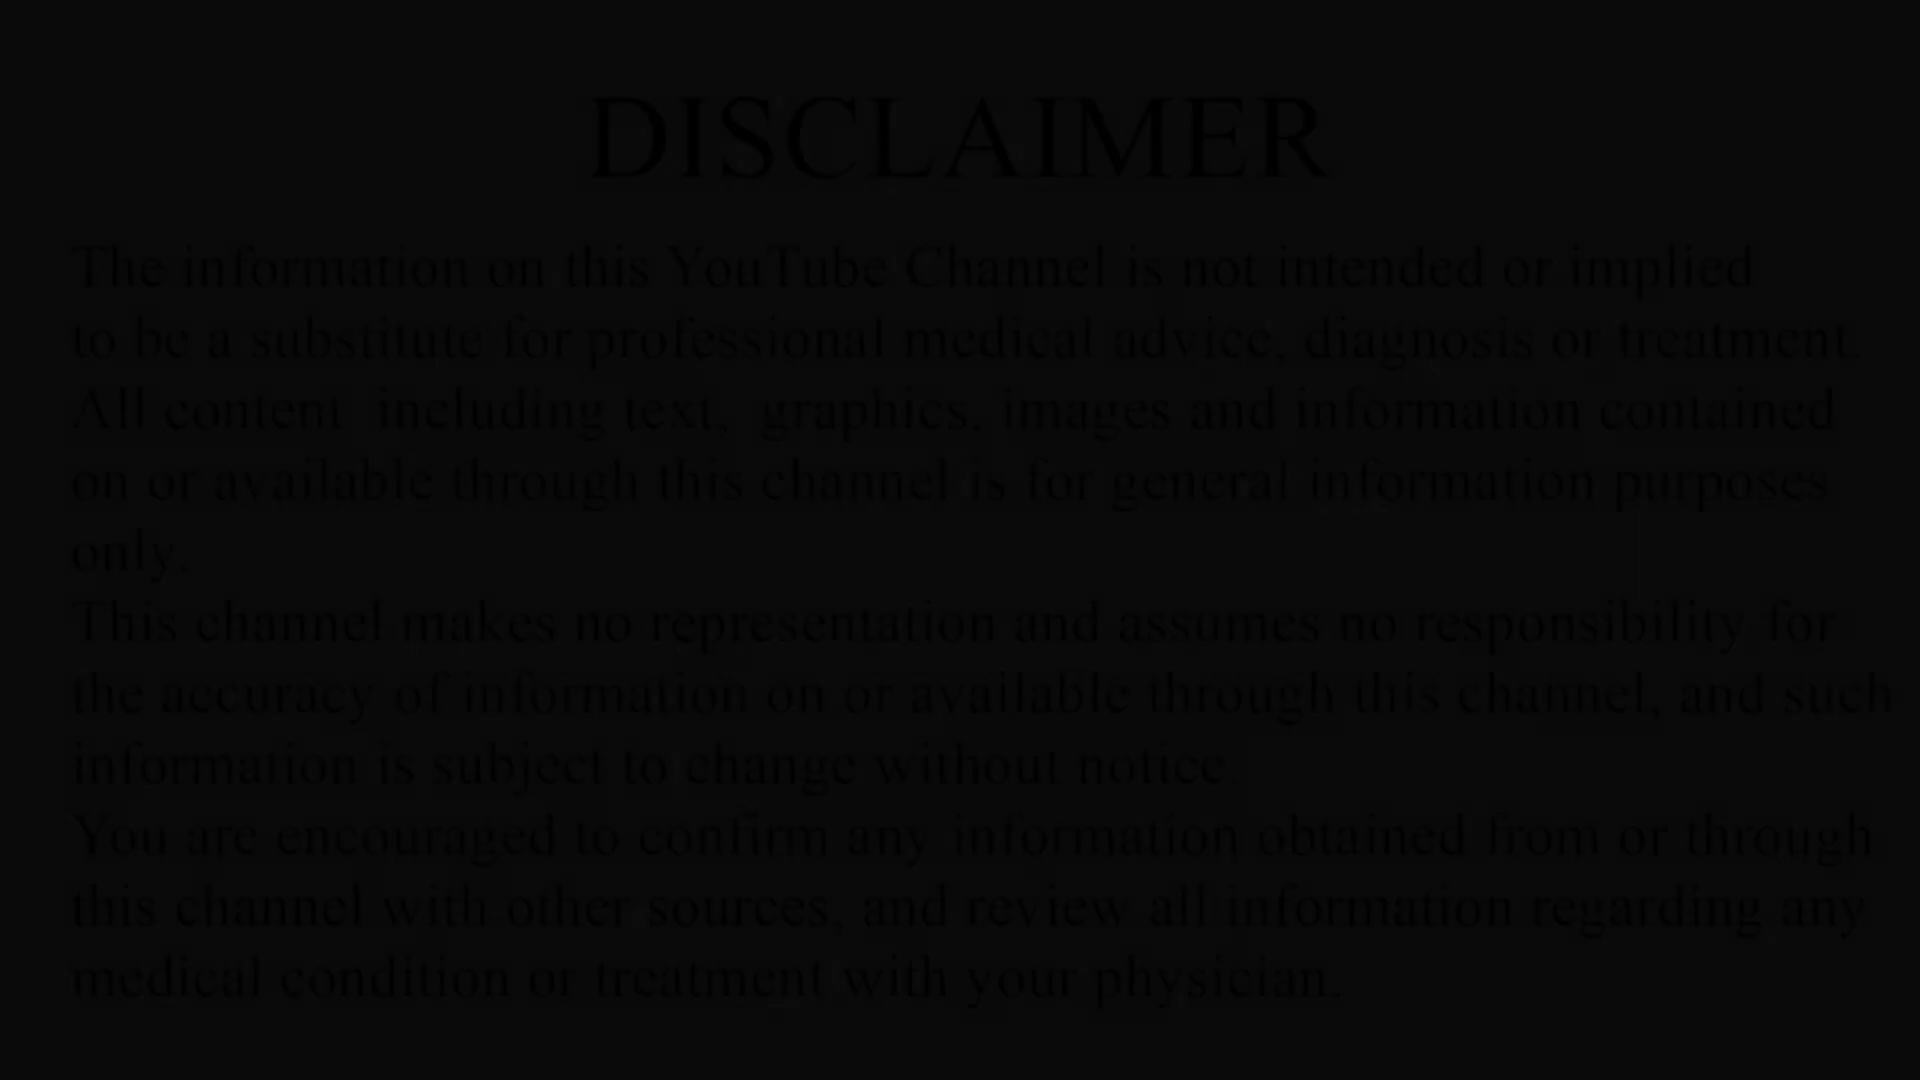 DISCLAIMER
The information on this YouTube Channel is not intended or implied
to be a substitute for professional medical advice, diagnosis or treatment.
All content including text, graphics, images and information contained
on or available through this channel is for general information purposes
only.
This channel makes no representation and assumes no responsibility for
the accuracy of information on or available through this channel, and such
information is subject to change without notice.
You are encouraged to confirm any information obtained from or through
this channel with other sources, and review all information regarding any
medical condition or treatment with your physician.